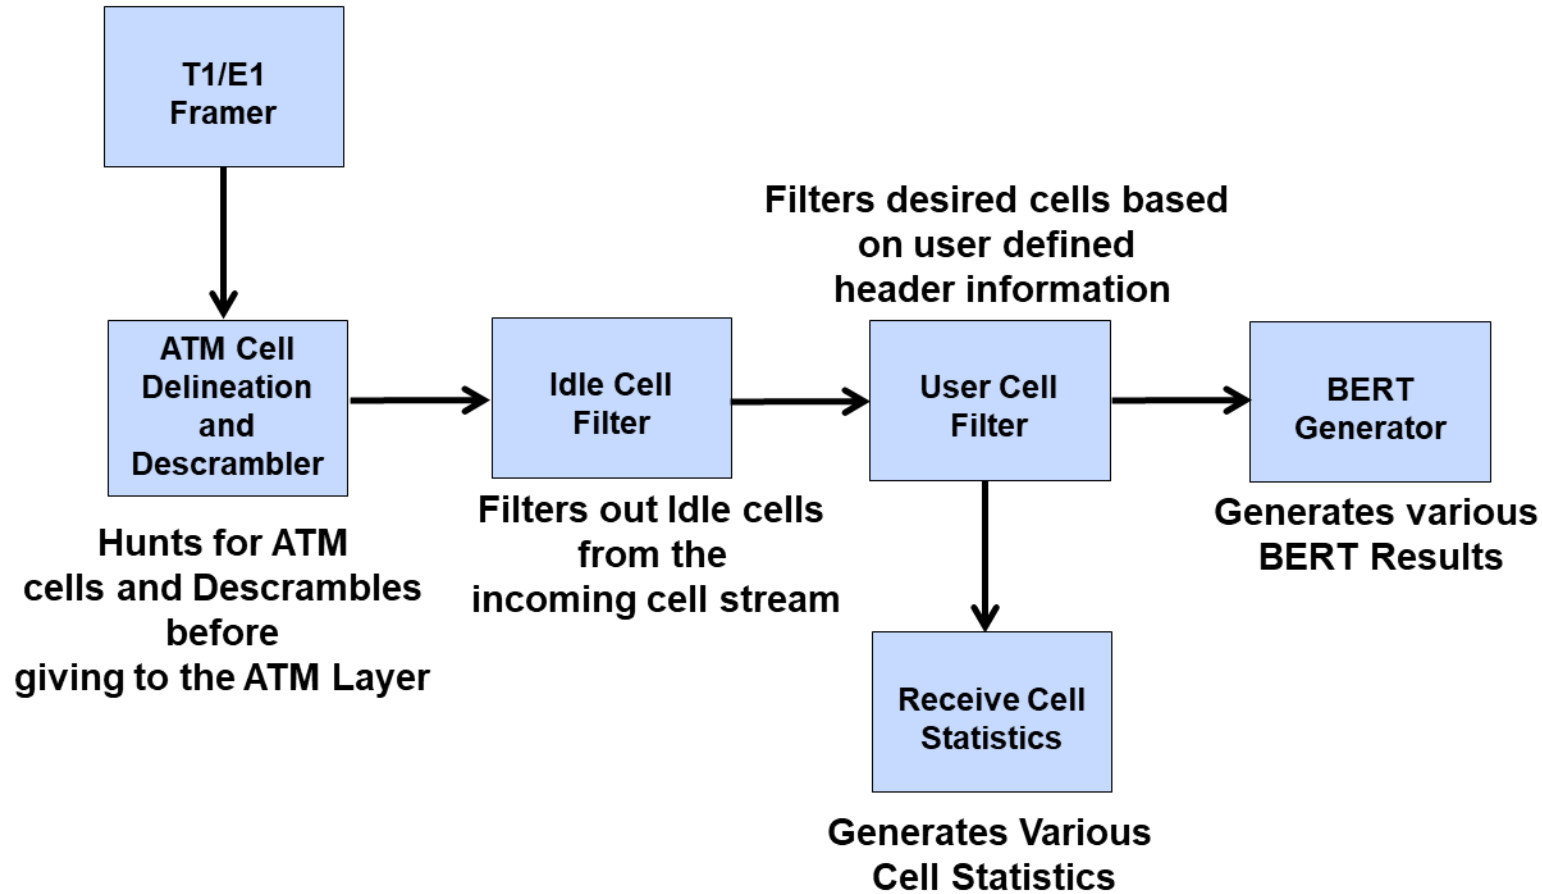 T1/E1
Framer
Filters desired cells based
on user defined
header information
ATM Cell
Delineation
and
Descrambler
Idle Cell
Filter
User Cell
Filter
BERT
Generator
Hunts for ATM
cells and Descrambles
before
giving to the ATM Layer
Filters out Idle cells
from the
incoming cell stream
Generates various
BERT Results
Receive Cell
Statistics
Generates Various
Cell Statistics